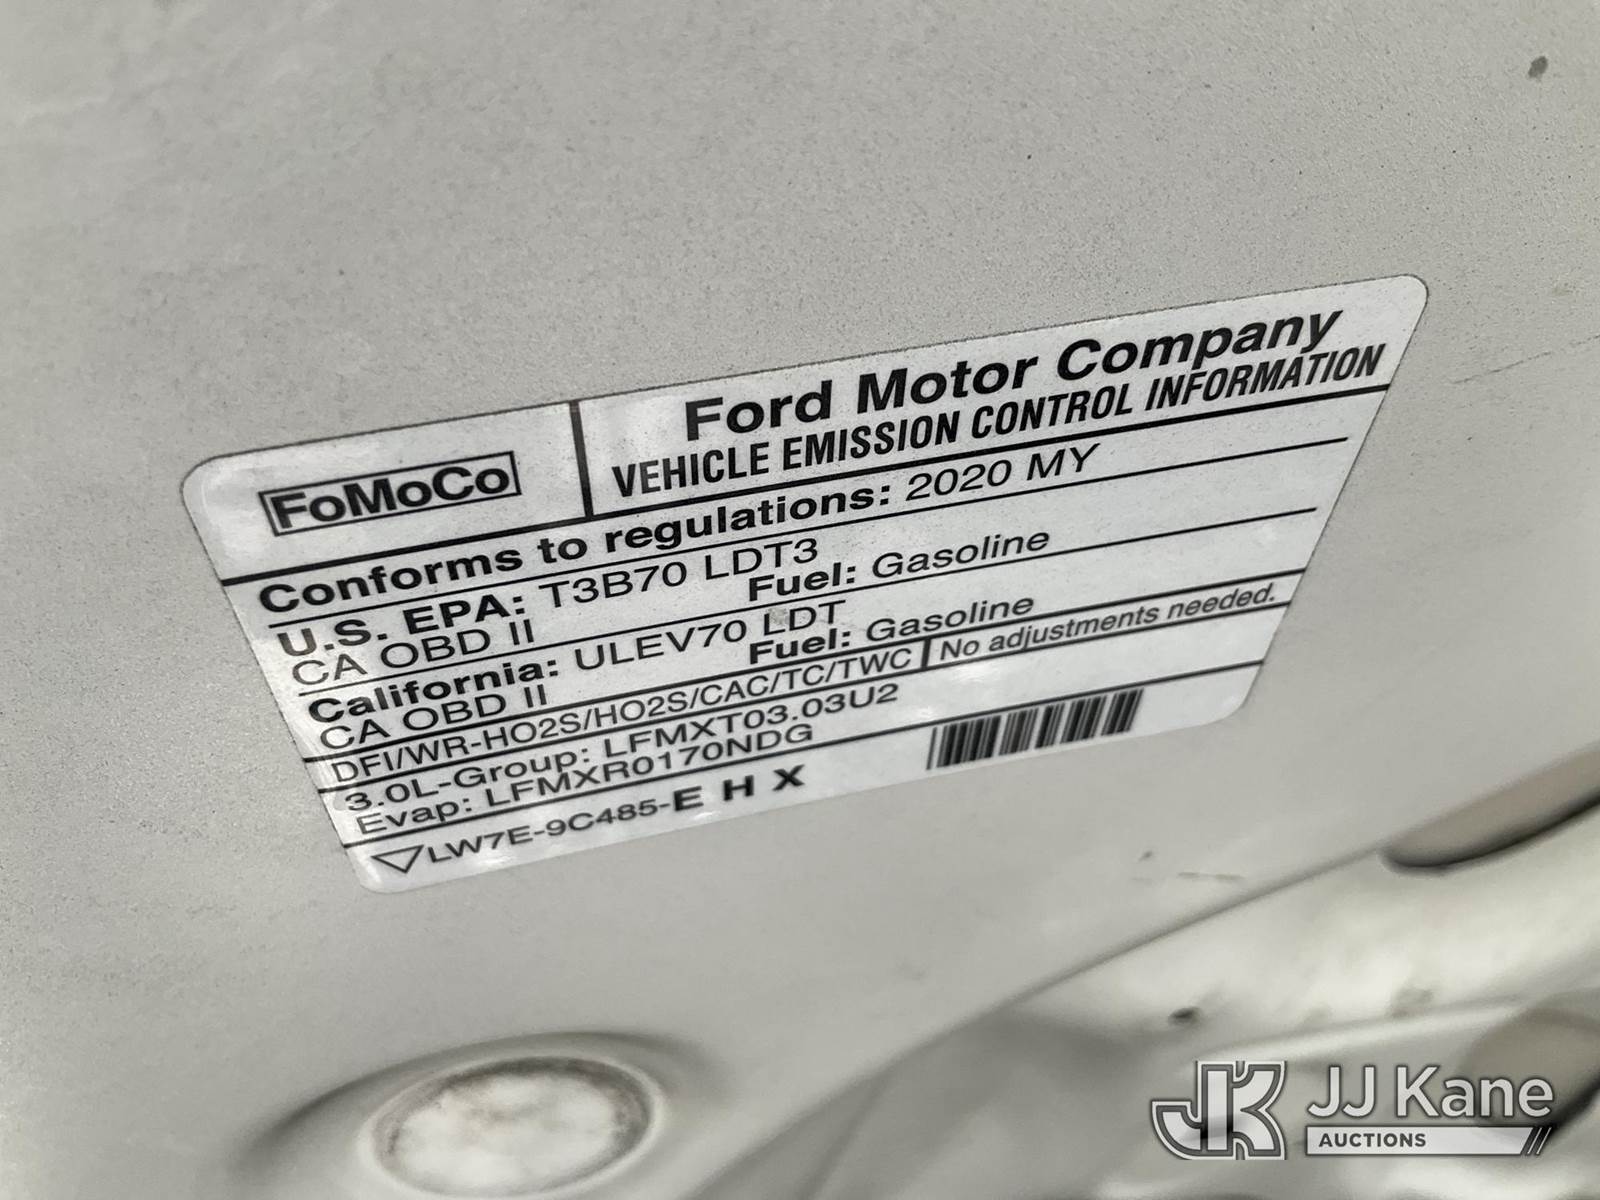 FoMoCo
Ford Motor Company
VEHICLE EMISSION CONTROL INFORMATION
Conforms to regulations: 2020 MY
U.S. EPA: T3B70 LDT3
CA OBD II Fuel: Gasoline
California: ULEV70 LDT
CA OBD II Fuel: Gasoline
DFI/WR-HO2S/HO2S/CAC/TC/TWC No adjustments needed.
3.0L-Group: LFMXT03.03U2
Evap: LFMXR0170NDG
LW7E-9C485-E H X
JK JJ Kane
AUCTIONS